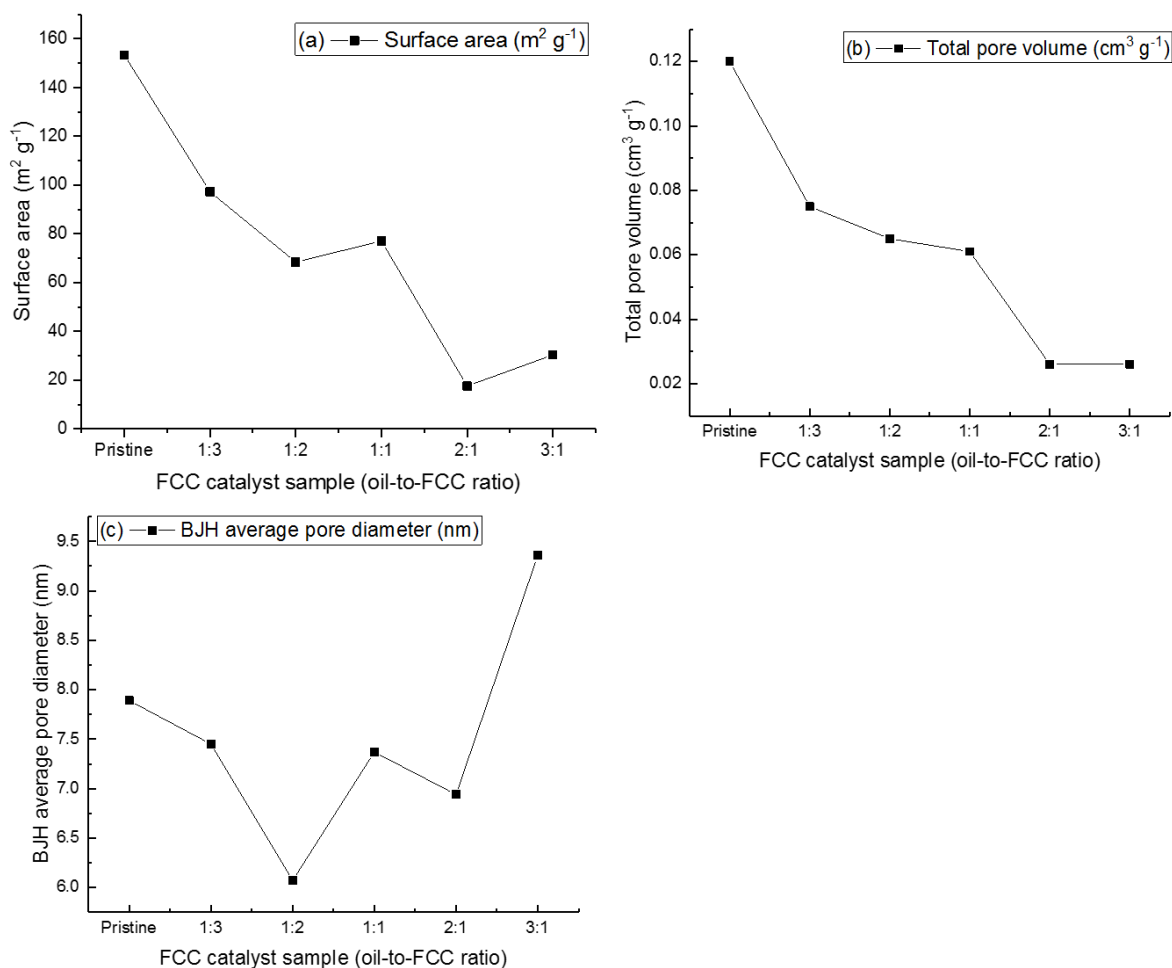 (a) Surface area (m² g⁻¹)
160
140
120
100
80
60
40
20
0
Surface area (m² g⁻¹)
Pristine 1:3 1:2 1:1 2:1 3:1
FCC catalyst sample (oil-to-FCC ratio)
(b) Total pore volume (cm³ g⁻¹)
0.12
0.10
0.08
0.06
0.04
0.02
Total pore volume (cm³ g⁻¹)
Pristine 1:3 1:2 1:1 2:1 3:1
FCC catalyst sample (oil-to-FCC ratio)
(c) BJH average pore diameter (nm)
9.5
9.0
8.5
8.0
7.5
7.0
6.5
6.0
BJH average pore diameter (nm)
Pristine 1:3 1:2 1:1 2:1 3:1
FCC catalyst sample (oil-to-FCC ratio)